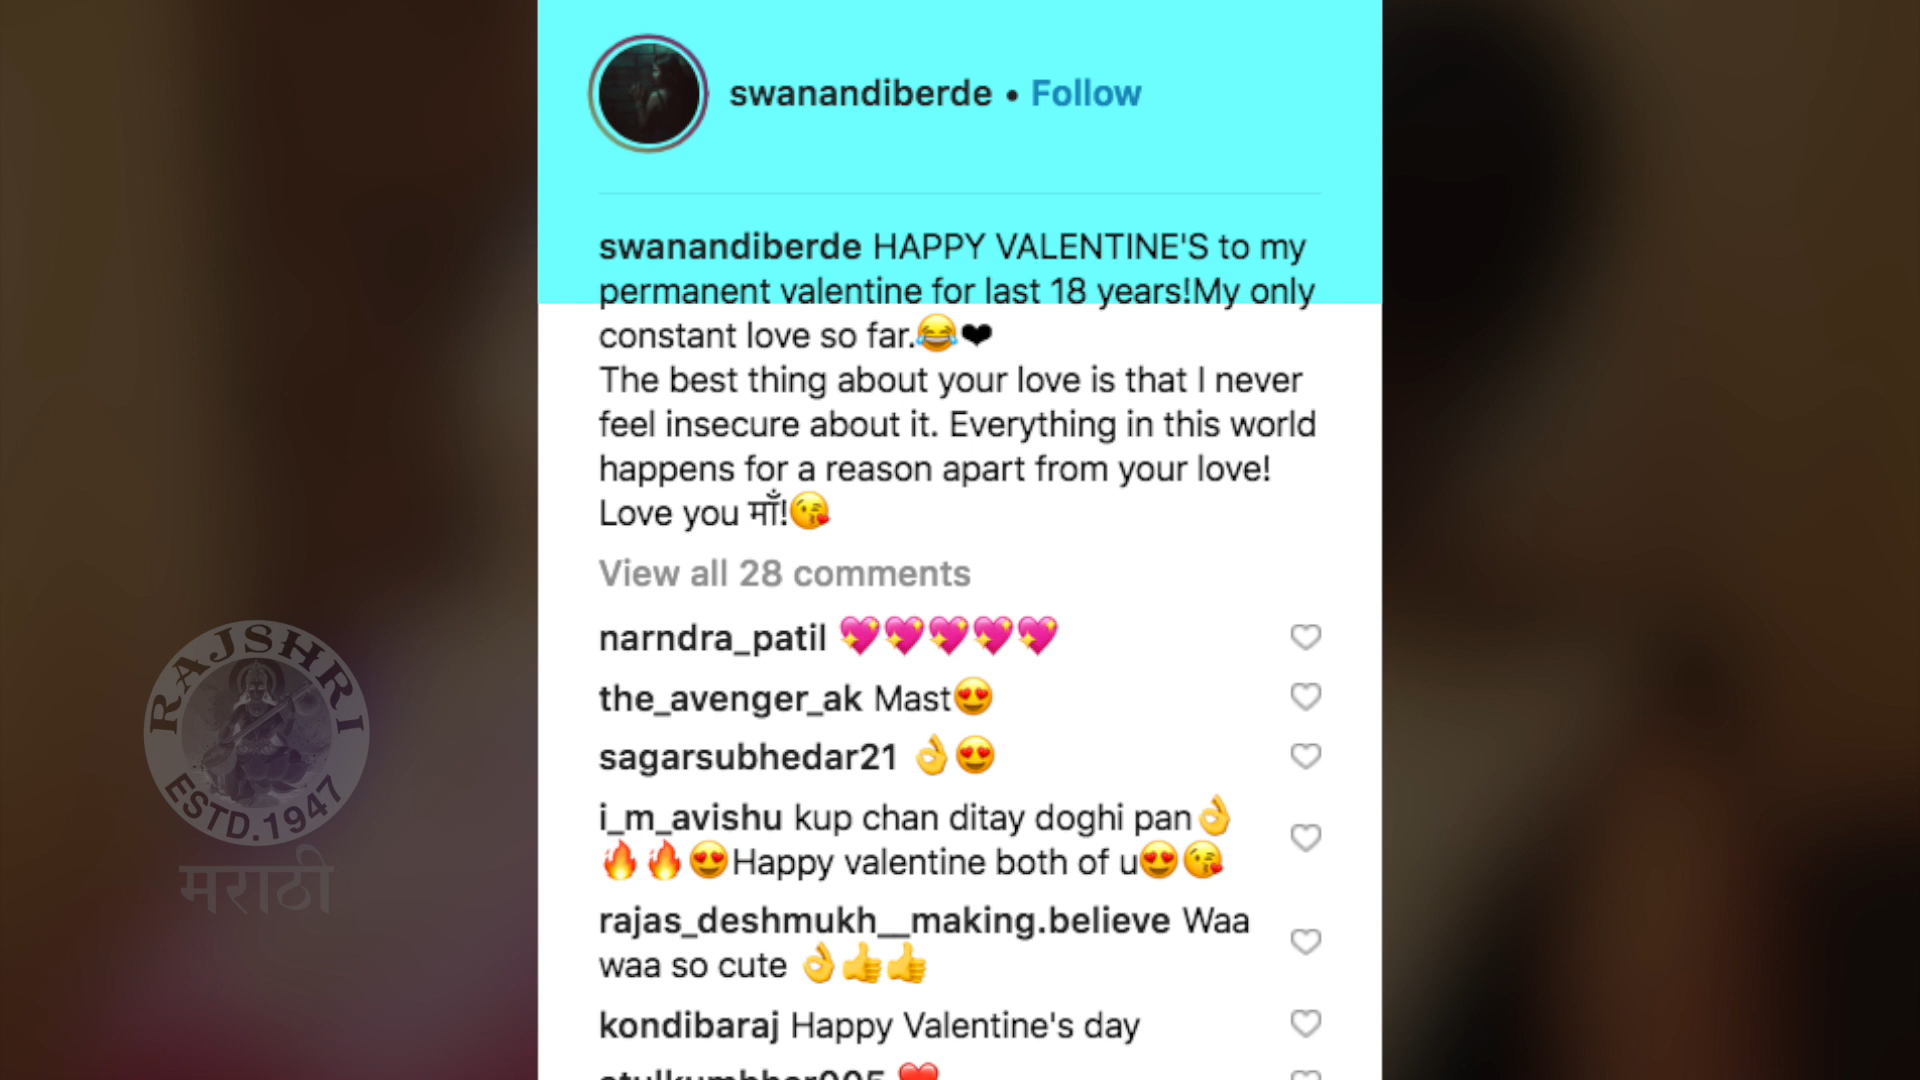 swanandiberde • Follow
swanandiberde HAPPY VALENTINE'S to my
permanent valentine for last 18 years!My only
constant love so far.😂❤
The best thing about your love is that I never
feel insecure about it. Everything in this world
happens for a reason apart from your love!
Love you माँ!😘
View all 28 comments
narndra_patil 💖💖💖💖💖
the_avenger_ak Mast😍
sagarsubhedar21 👌😍
i_m_avishu kup chan ditay doghi pan👌
🔥🔥😍Happy valentine both of u😍😘
rajas_deshmukh__making.believe Waa
waa so cute 👌👍👍
kondibaraj Happy Valentine's day
RAJSHRI
ESTD.1947
मराठी